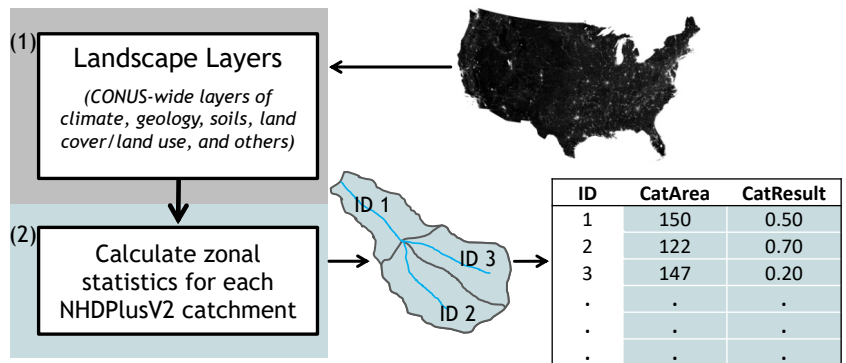 (1)
Landscape Layers
(CONUS-wide layers of
climate, geology, soils, land
cover/land use, and others)
(2)
Calculate zonal
statistics for each
NHDPlusV2 catchment
ID 1
ID 3
ID 2
ID CatArea CatResult
1 150 0.50
2 122 0.70
3 147 0.20
. . .
. . .
. . .